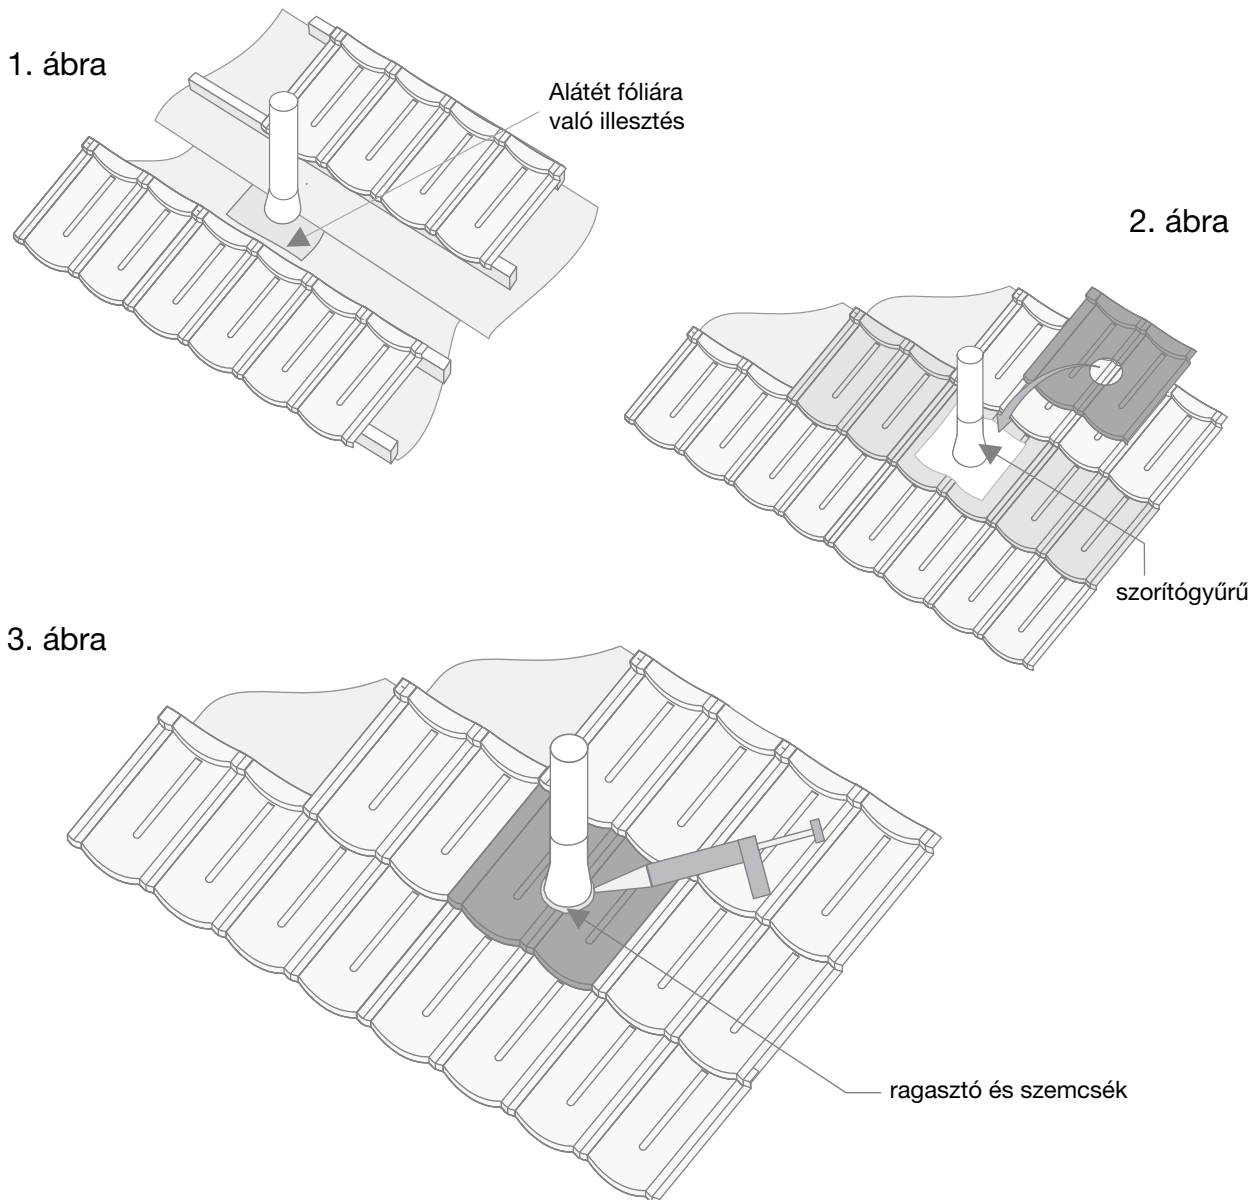 1. ábra
Alátét fóliára
való illesztés
2. ábra
szorítógyűrű
3. ábra
ragasztó és szemcsék